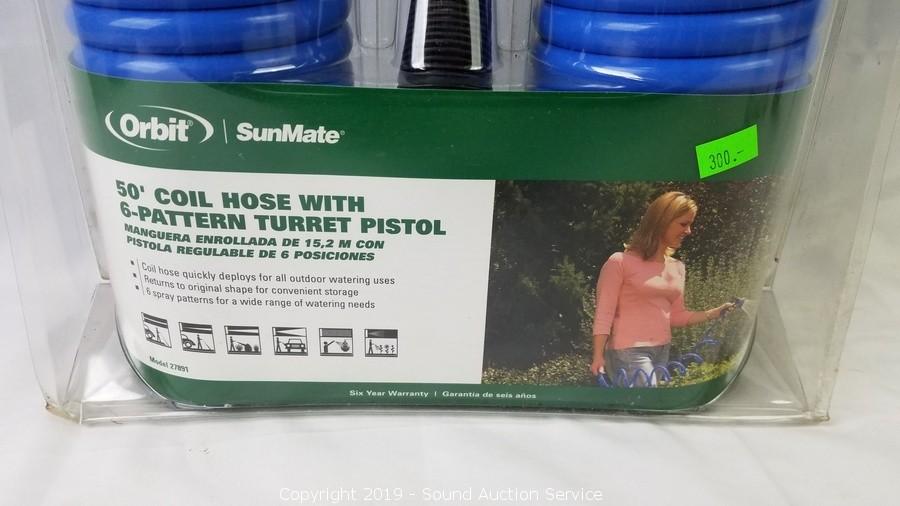 Orbit® | SunMate®
300.-
50' COIL HOSE WITH
6-PATTERN TURRET PISTOL
MANGUERA ENROLLADA DE 15,2 M CON
PISTOLA REGULABLE DE 6 POSICIONES
▪ Coil hose quickly deploys for all outdoor watering uses
▪ Returns to original shape for convenient storage
▪ 6 spray patterns for a wide range of watering needs
Model 27891
Six Year Warranty | Garantía de seis años
Copyright 2019 - Sound Auction Service